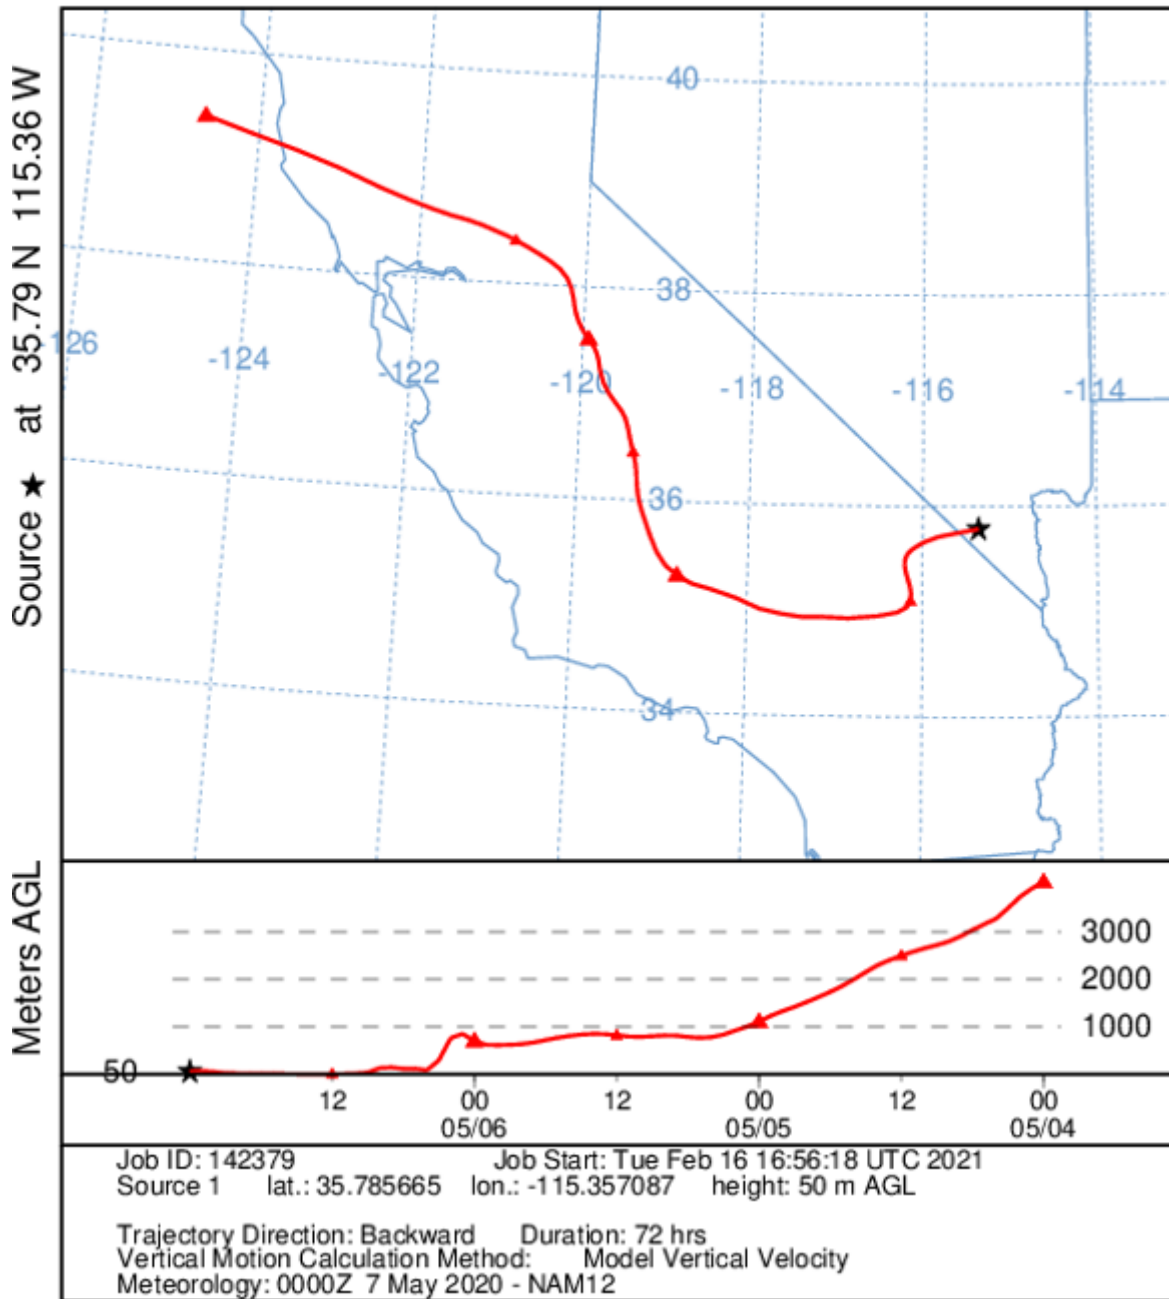 Source ★ at 35.79 N 115.36 W
40
38
-126
-124
-122
-120
-118
-116
-114
36
34
Meters AGL
3000
2000
1000
50
12 00 12 00 12 00
05/06 05/05 05/04
Job ID: 142379 Job Start: Tue Feb 16 16:56:18 UTC 2021
Source 1 lat.: 35.785665 lon.: -115.357087 height: 50 m AGL
Trajectory Direction: Backward Duration: 72 hrs
Vertical Motion Calculation Method: Model Vertical Velocity
Meteorology: 0000Z 7 May 2020 - NAM12